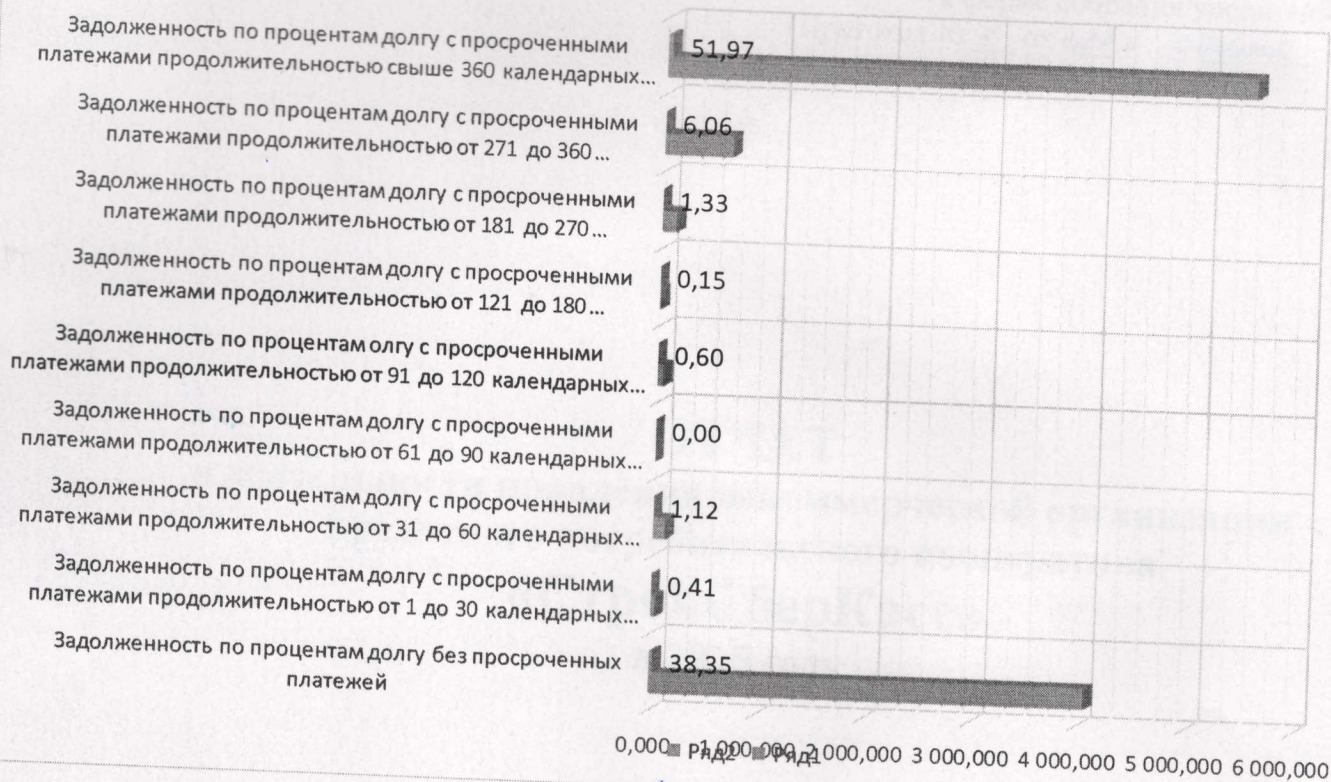 Задолженность по процентам долгу с просроченными
платежами продолжительностью свыше 360 календарных...
51,97
Задолженность по процентам долгу с просроченными
платежами продолжительностью от 271 до 360...
6,06
Задолженность по процентам долгу с просроченными
платежами продолжительностью от 181 до 270...
1,33
Задолженность по процентам долгу с просроченными
платежами продолжительностью от 121 до 180...
0,15
Задолженность по процентам олгу с просроченными
платежами продолжительностью от 91 до 120 календарных...
0,60
Задолженность по процентам долгу с просроченными
платежами продолжительностью от 61 до 90 календарных...
0,00
Задолженность по процентам долгу с просроченными
платежами продолжительностью от 31 до 60 календарных...
1,12
Задолженность по процентам долгу с просроченными
платежами продолжительностью от 1 до 30 календарных...
0,41
Задолженность по процентам долгу без просроченных
платежей
38,35
0,000 1 000,000 2 000,000 3 000,000 4 000,000 5 000,000 6 000,000
Ряд2 Ряд1